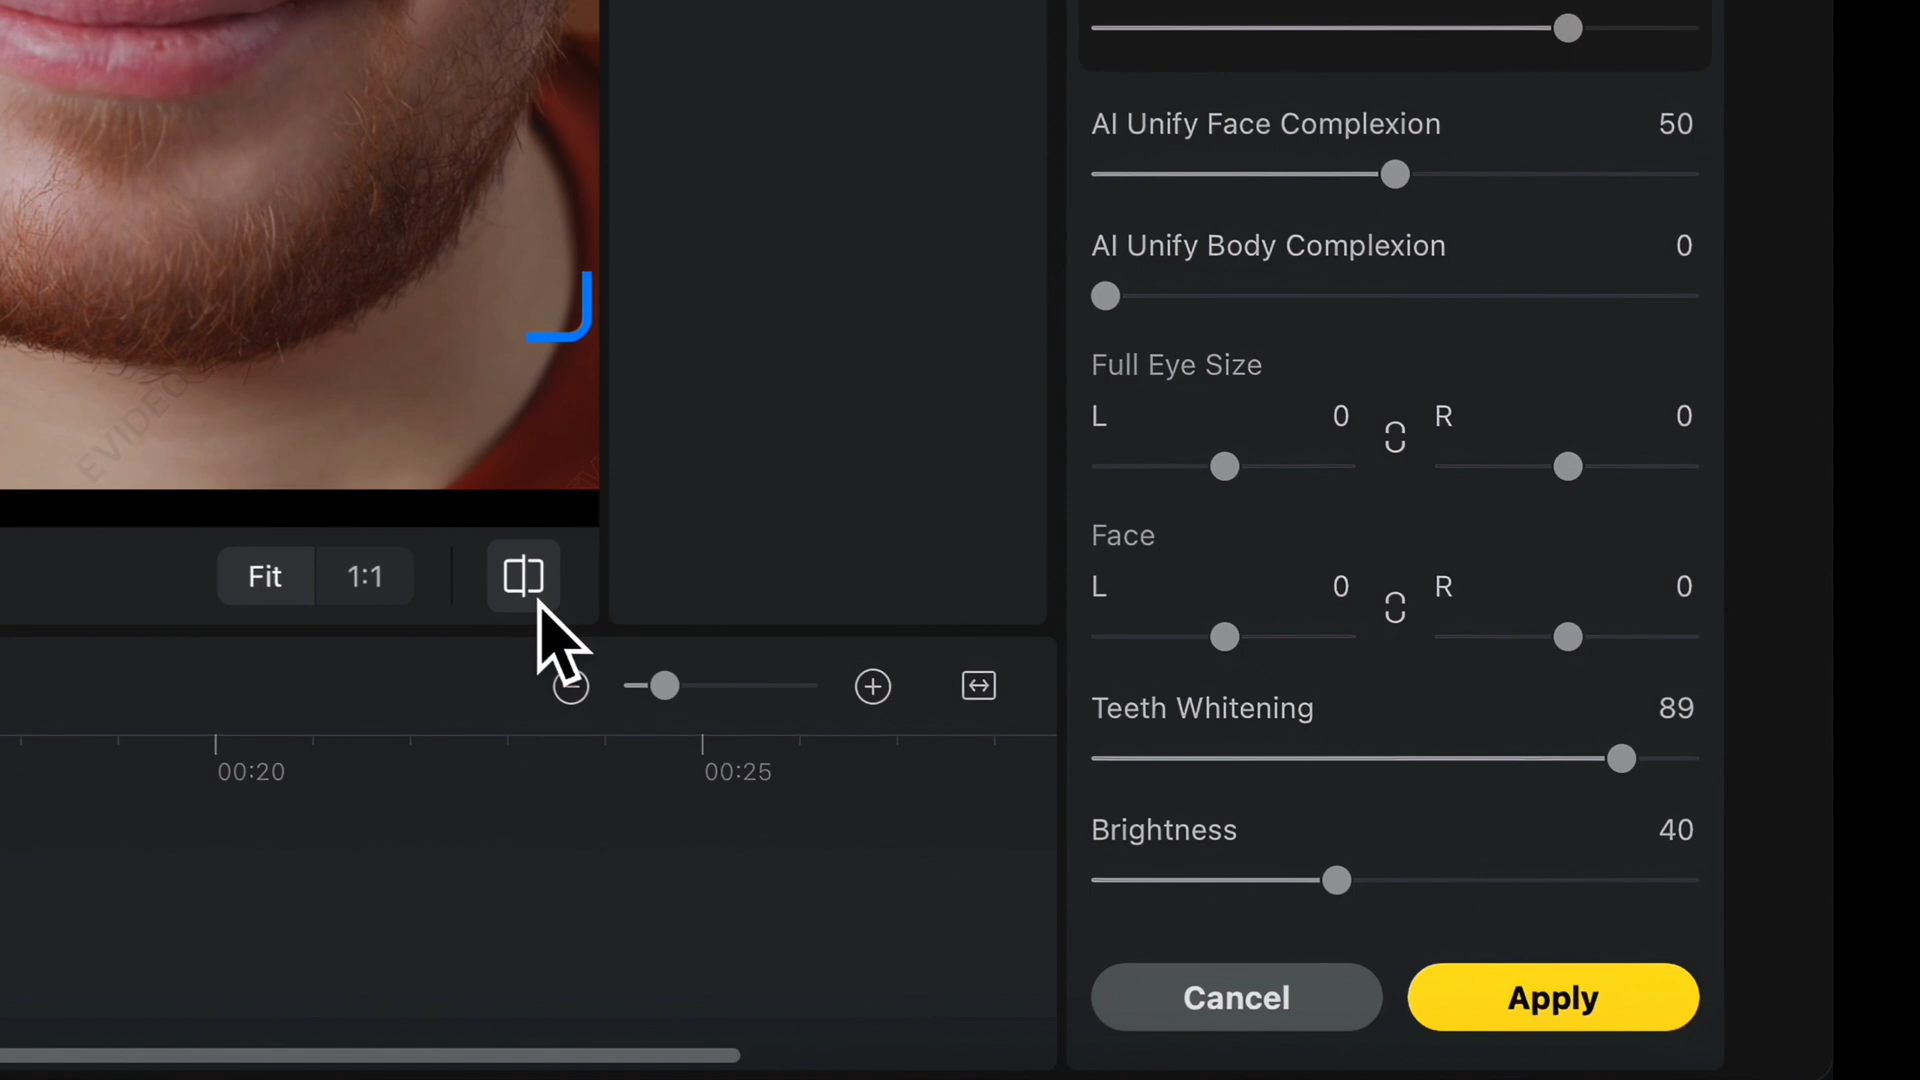 AI Unify Face Complexion 50
AI Unify Body Complexion 0
Full Eye Size
L 0 R 0
Face
L 0 R 0
Teeth Whitening 89
Brightness 40
Cancel Apply
EVIDEO
Fit 1:1
00:20 00:25